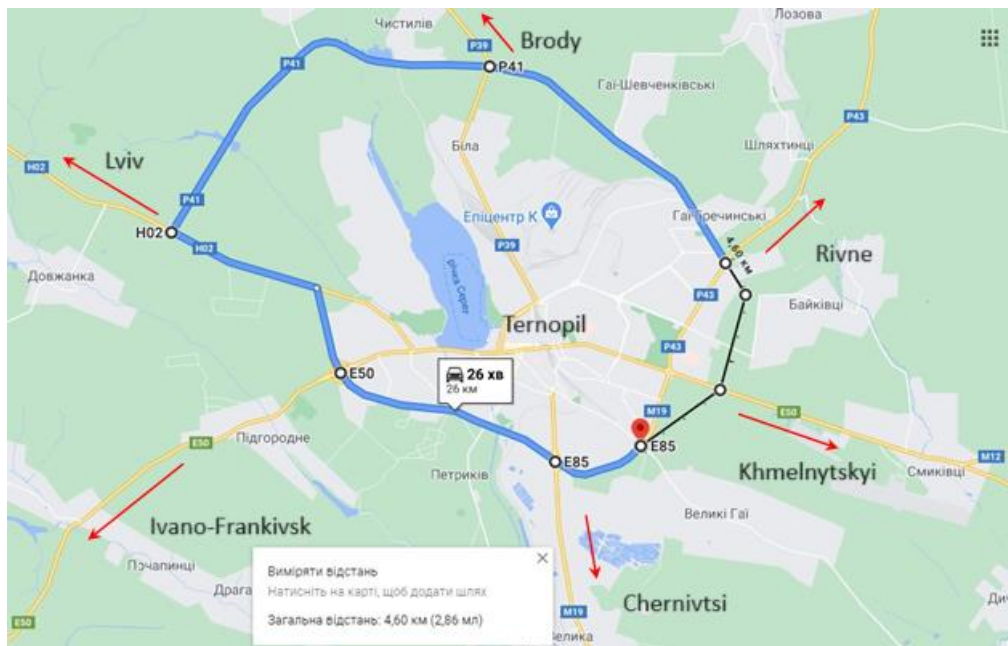 Чистилів
Лозова
P39
Brody
P41
P41
Гаї-Шевченківські
P43
Lviv
Біла
Шляхтинці
H02
P41
Епіцентр К
Гаї-Гречинські
H02
H02
P39
4,60 км
Rivne
Довжанка
річка Серет
P43
Байківці
Ternopil
P43
26 хв
26 км
E50
M19
E50
E50
Підгородне
E85
E85
Петриків
Khmelnytskyi
Смиківці
M12
Ivano-Frankivsk
Великі Гаї
Почапинці
Драга
Виміряти відстань
Натисніть на карті, щоб додати шлях
Загальна відстань: 4,60 км (2,86 мл)
Chernivtsi
M19
Велика